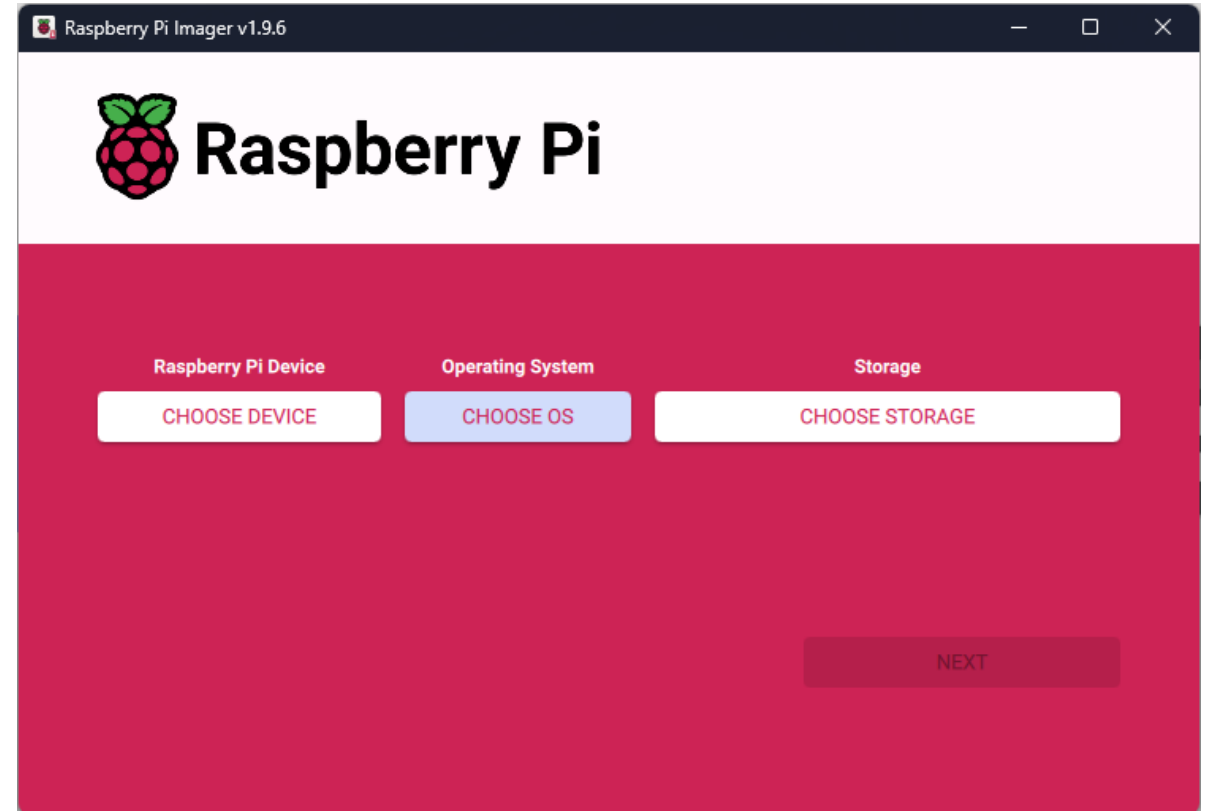 Raspberry Pi Imager v1.9.6
Raspberry Pi
Raspberry Pi Device
Operating System
Storage
CHOOSE DEVICE
CHOOSE OS
CHOOSE STORAGE
NEXT